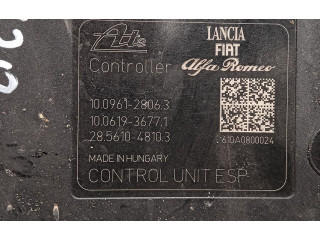 Ate
LANCIA
FIAT
Controller
Alfa Romeo
10.0961-2806.3
10.0619-3677.1
28.5610-4810.3
610A0800024
MADE IN HUNGARY
CONTROL UNIT ESP